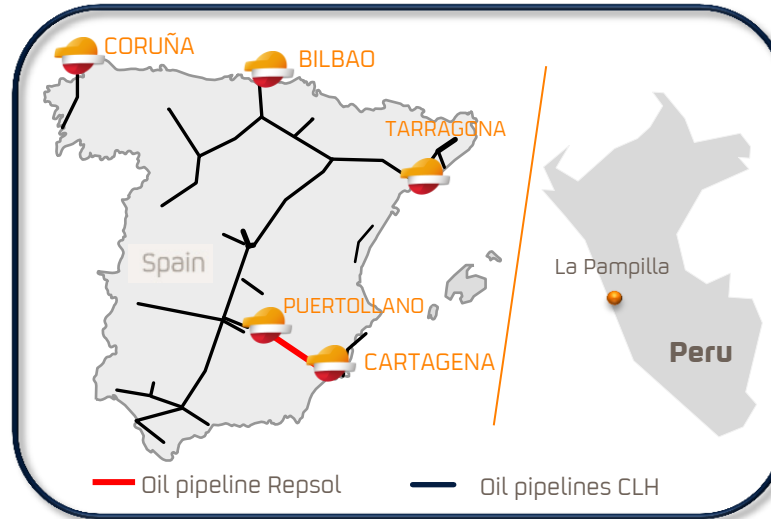 CORUÑA
BILBAO
TARRAGONA
Spain
La Pampilla
PUERTOLLANO
Peru
CARTAGENA
Oil pipeline Repsol
Oil pipelines CLH